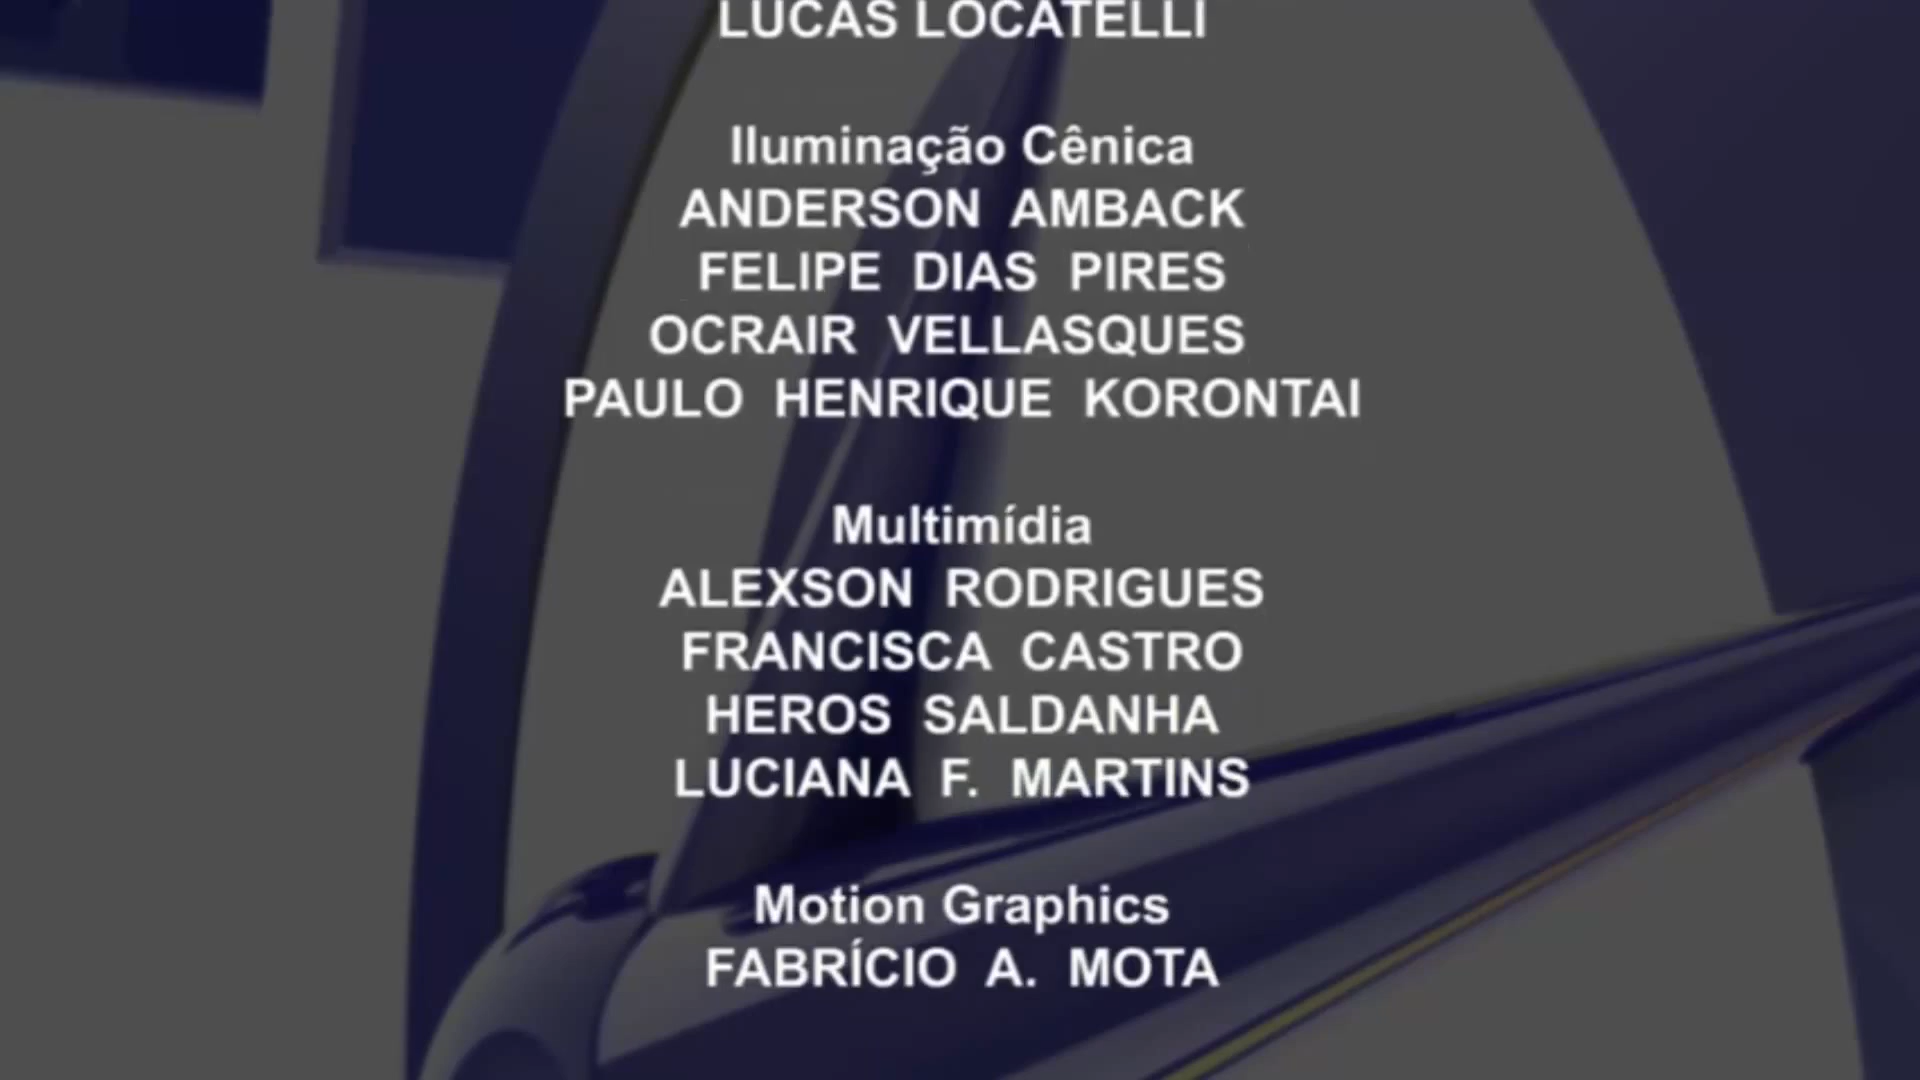 LUCAS LOCATELLI
Iluminação Cênica
ANDERSON AMBACK
FELIPE DIAS PIRES
OCRAIR VELLASQUES
PAULO HENRIQUE KORONTAI
Multimídia
ALEXSON RODRIGUES
FRANCISCA CASTRO
HEROS SALDANHA
LUCIANA F. MARTINS
Motion Graphics
FABRÍCIO A. MOTA